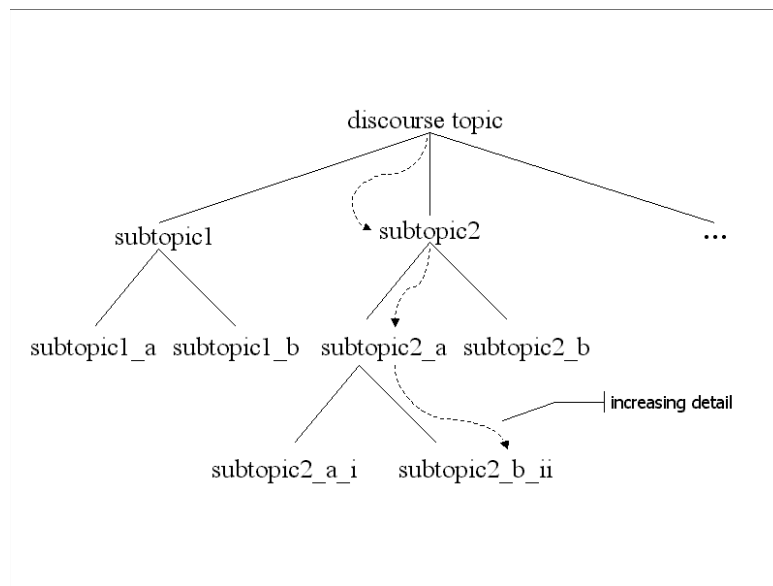 discourse topic
subtopic1
subtopic2
...
subtopic1_a
subtopic1_b
subtopic2_a
subtopic2_b
increasing detail
subtopic2_a_i
subtopic2_b_ii